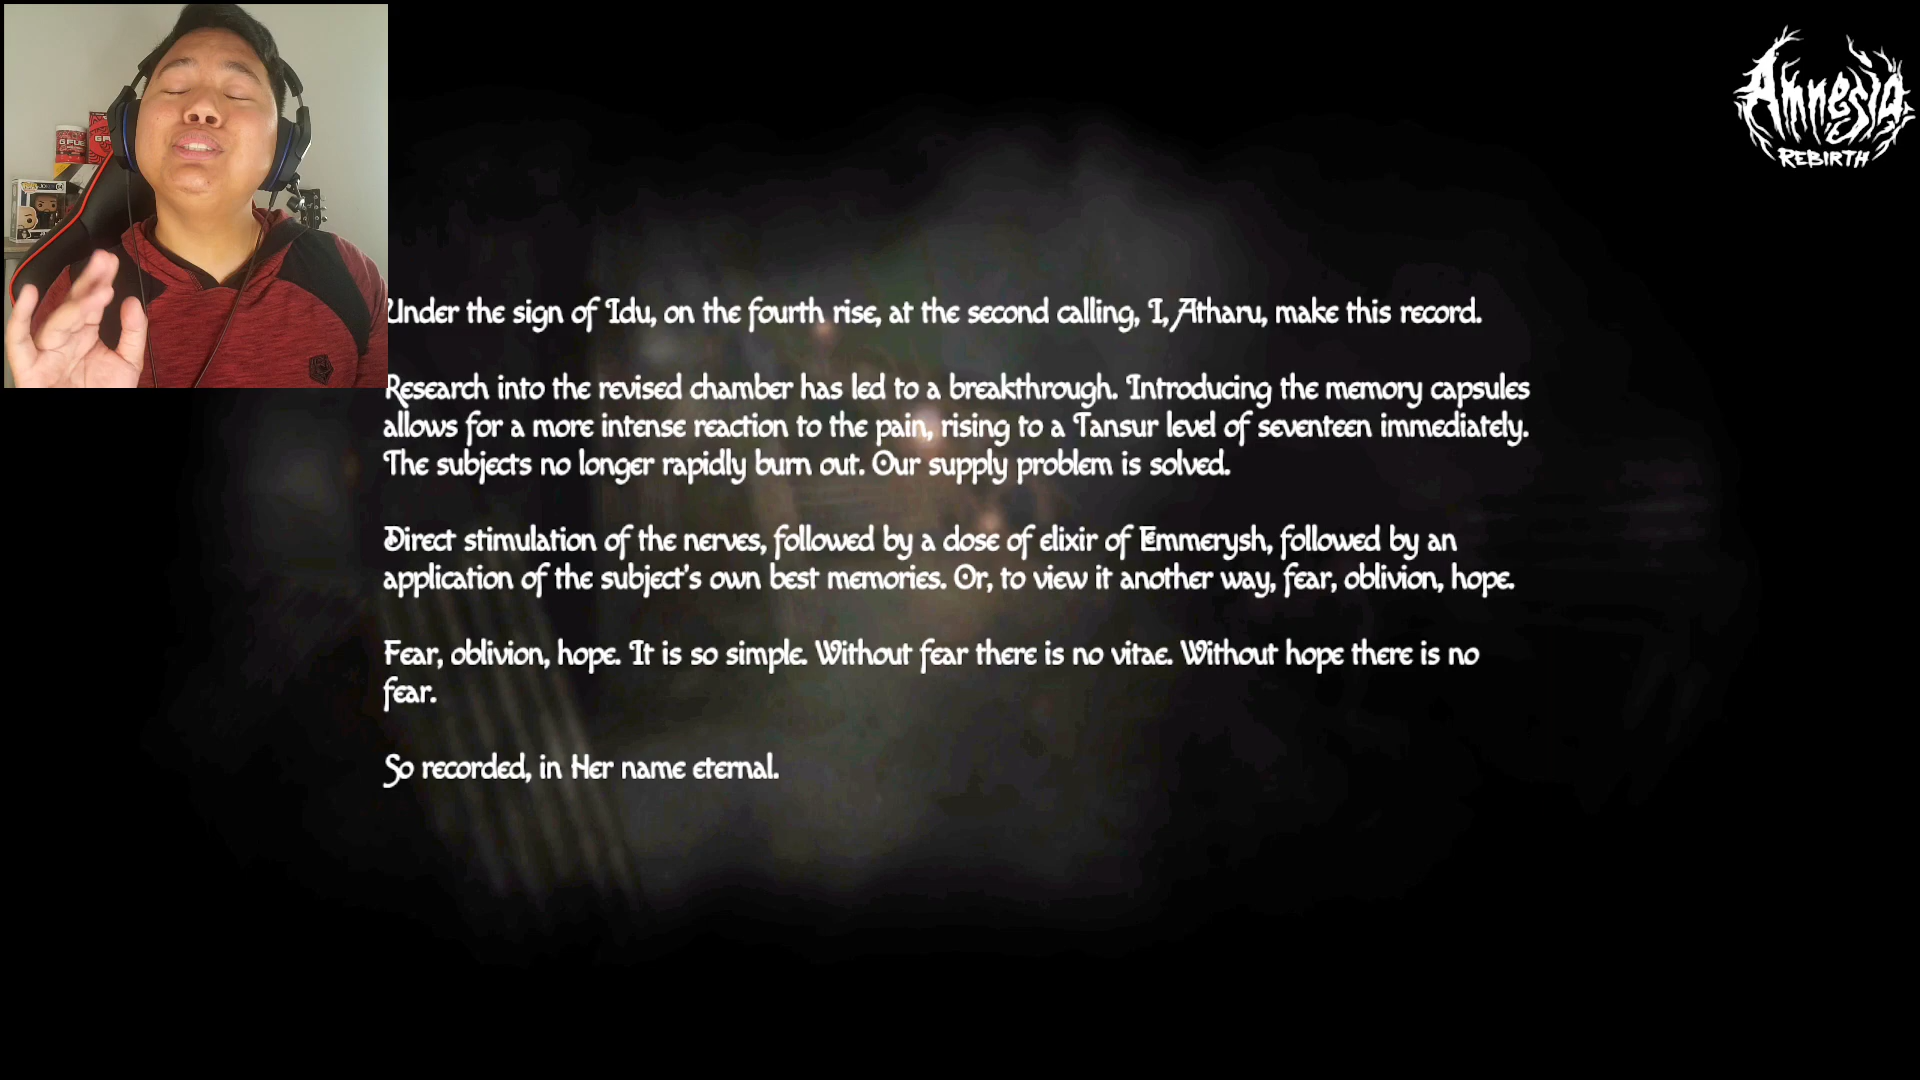 Amnesia
REBIRTH
G FUEL
Under the sign of Idu, on the fourth rise, at the second calling, I, Atharu, make this record.
Research into the revised chamber has led to a breakthrough. Introducing the memory capsules
allows for a more intense reaction to the pain, rising to a Tansur level of seventeen immediately.
The subjects no longer rapidly burn out. Our supply problem is solved.
Direct stimulation of the nerves, followed by a dose of elixir of Emmerysh, followed by an
application of the subject's own best memories. Or, to view it another way, fear, oblivion, hope.
Fear, oblivion, hope. It is so simple. Without fear there is no vitae. Without hope there is no
fear.
So recorded, in Her name eternal.